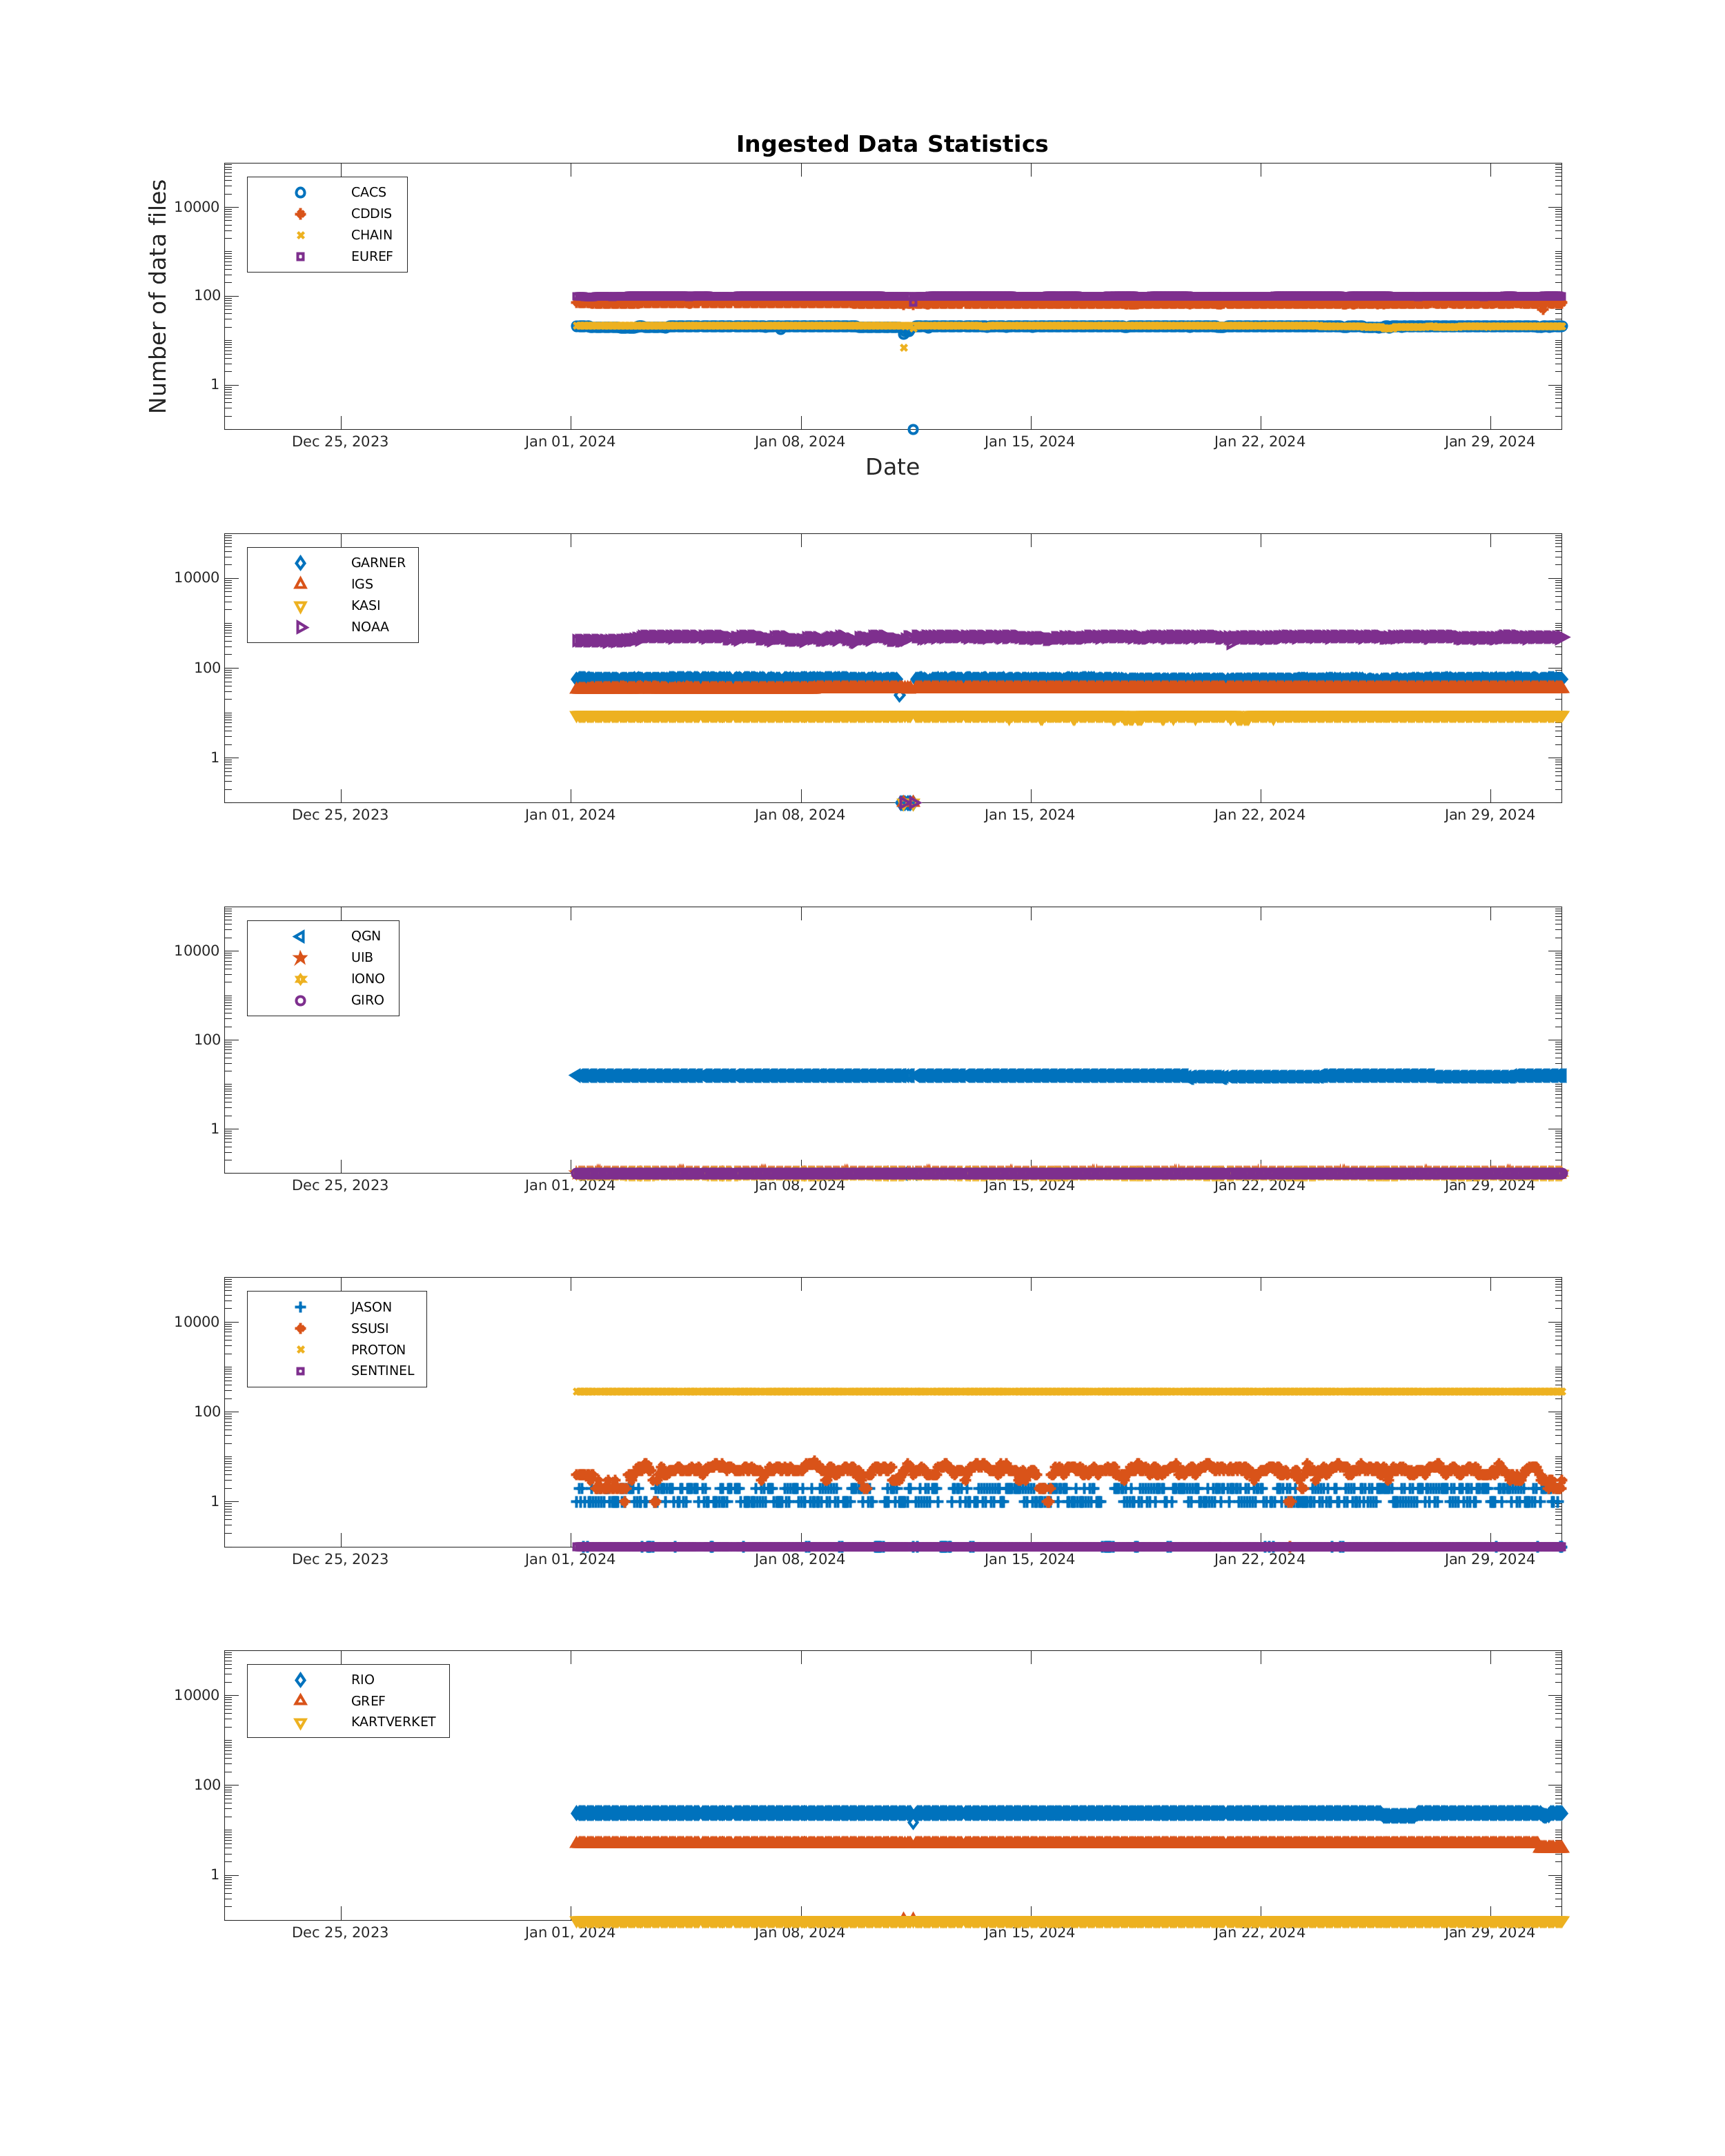 Ingested Data Statistics
Number of data files
10000
100
1
CACS
CDDIS
CHAIN
EUREF
Dec 25, 2023 Jan 01, 2024 Jan 08, 2024 Jan 15, 2024 Jan 22, 2024 Jan 29, 2024
Date
10000
100
1
GARNER
IGS
KASI
NOAA
Dec 25, 2023 Jan 01, 2024 Jan 08, 2024 Jan 15, 2024 Jan 22, 2024 Jan 29, 2024
10000
100
1
QGN
UIB
IONO
GIRO
Dec 25, 2023 Jan 01, 2024 Jan 08, 2024 Jan 15, 2024 Jan 22, 2024 Jan 29, 2024
10000
100
1
JASON
SSUSI
PROTON
SENTINEL
Dec 25, 2023 Jan 01, 2024 Jan 08, 2024 Jan 15, 2024 Jan 22, 2024 Jan 29, 2024
10000
100
1
RIO
GREF
KARTVERKET
Dec 25, 2023 Jan 01, 2024 Jan 08, 2024 Jan 15, 2024 Jan 22, 2024 Jan 29, 2024